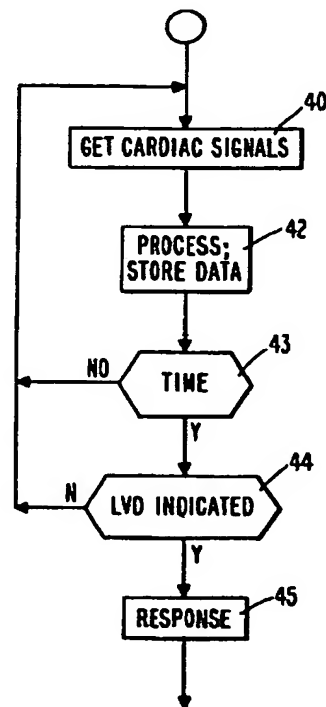 40
GET CARDIAC SIGNALS
42
PROCESS;
STORE DATA
43
NO
TIME
Y
44
N
LVD INDICATED
Y
45
RESPONSE